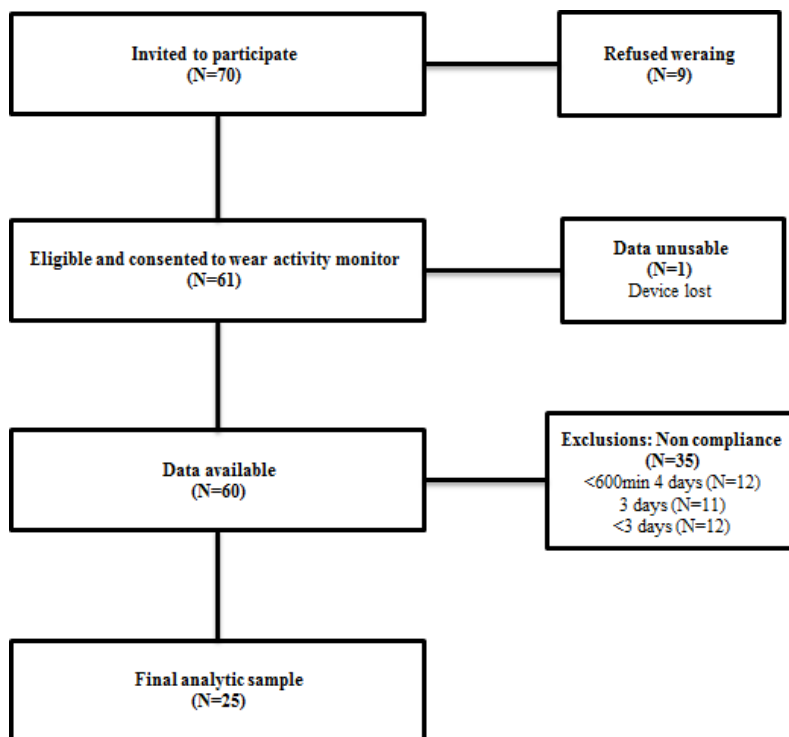 Invited to participate
(N=70)
Refused weraing
(N=9)
Eligible and consented to wear activity monitor
(N=61)
Data unusable
(N=1)
Device lost
Data available
(N=60)
Exclusions: Non compliance
(N=35)
<600min 4 days (N=12)
3 days (N=11)
<3 days (N=12)
Final analytic sample
(N=25)